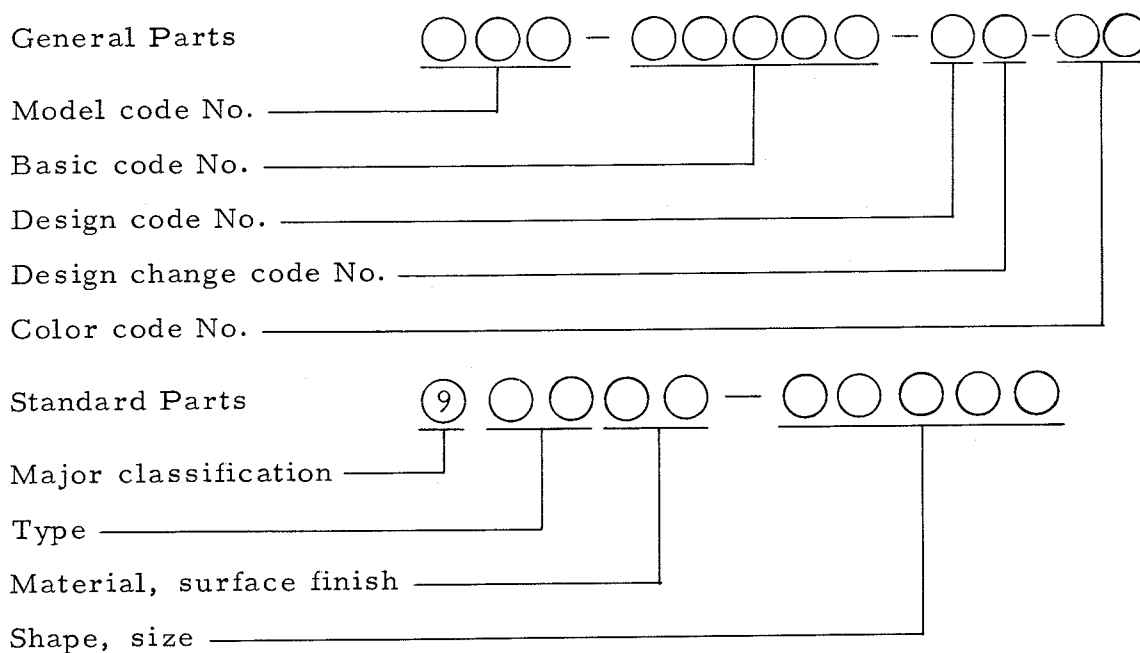 General Parts
Model code No.
Basic code No.
Design code No.
Design change code No.
Color code No.
Standard Parts 9
Major classification
Type
Material, surface finish
Shape, size